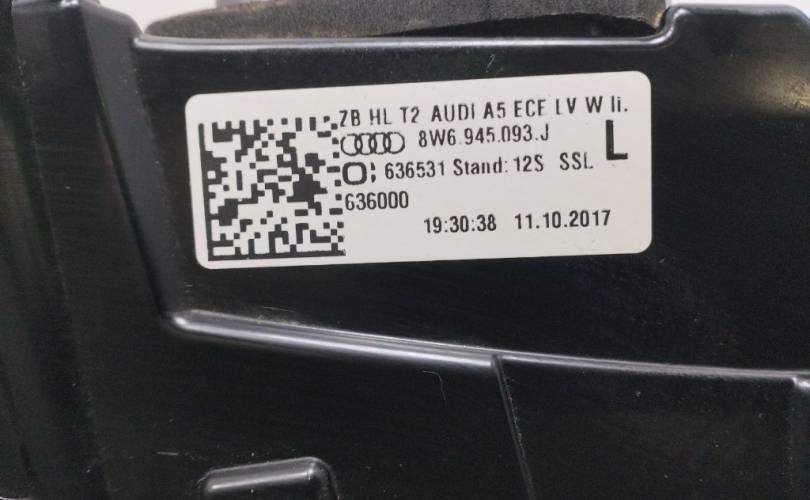 ZB HL T2 AUDI A5 ECE LV W li.
8W6.945.093.J L
636531 Stand: 12S SSL
636000
19:30:38 11.10.2017